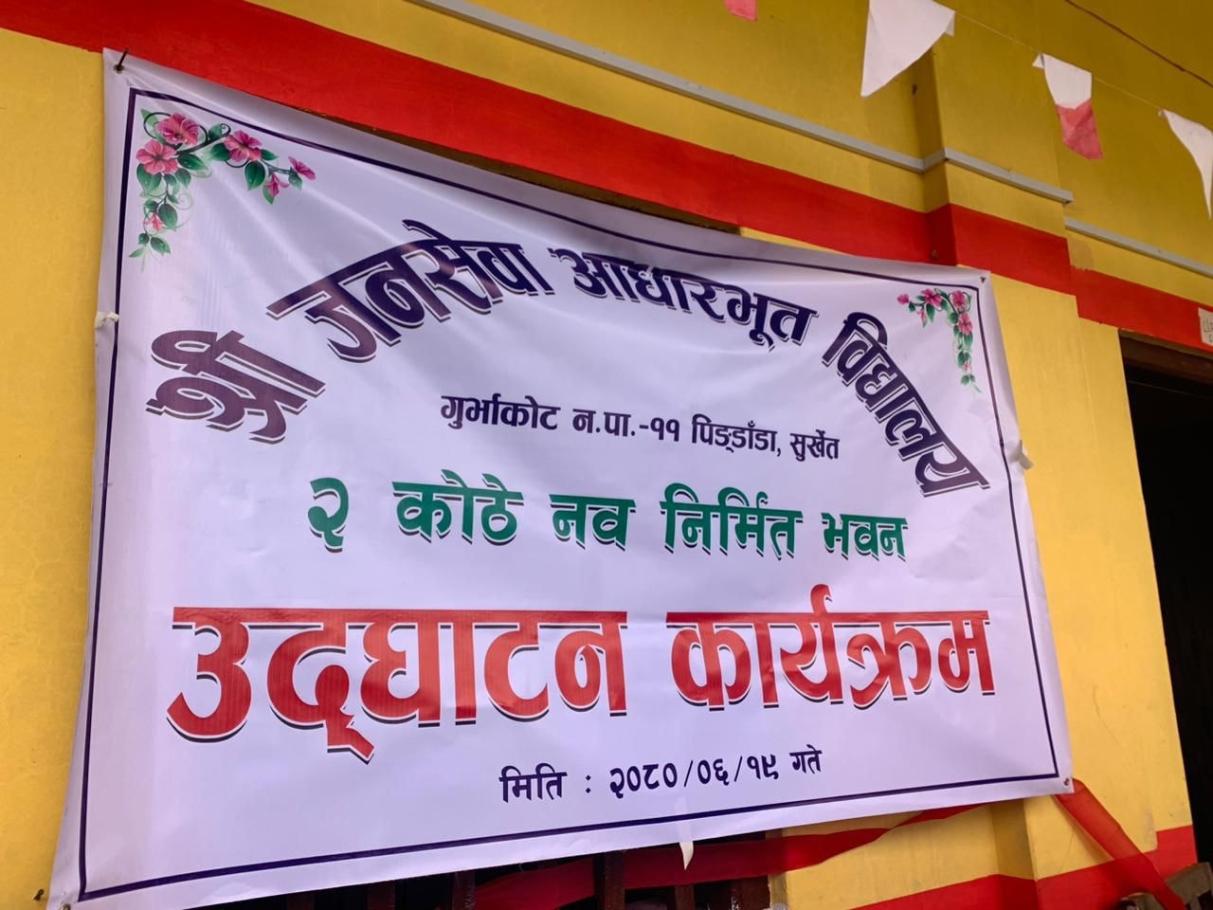 श्री जनसेवा आधारभूत विद्यालय
गुर्भाकोट न.पा.-११ पिङ्डाँडा, सुर्खेत
२ कोठे नव निर्मित भवन
उद्घाटन कार्यक्रम
मिति : २०८०/०६/१९ गते